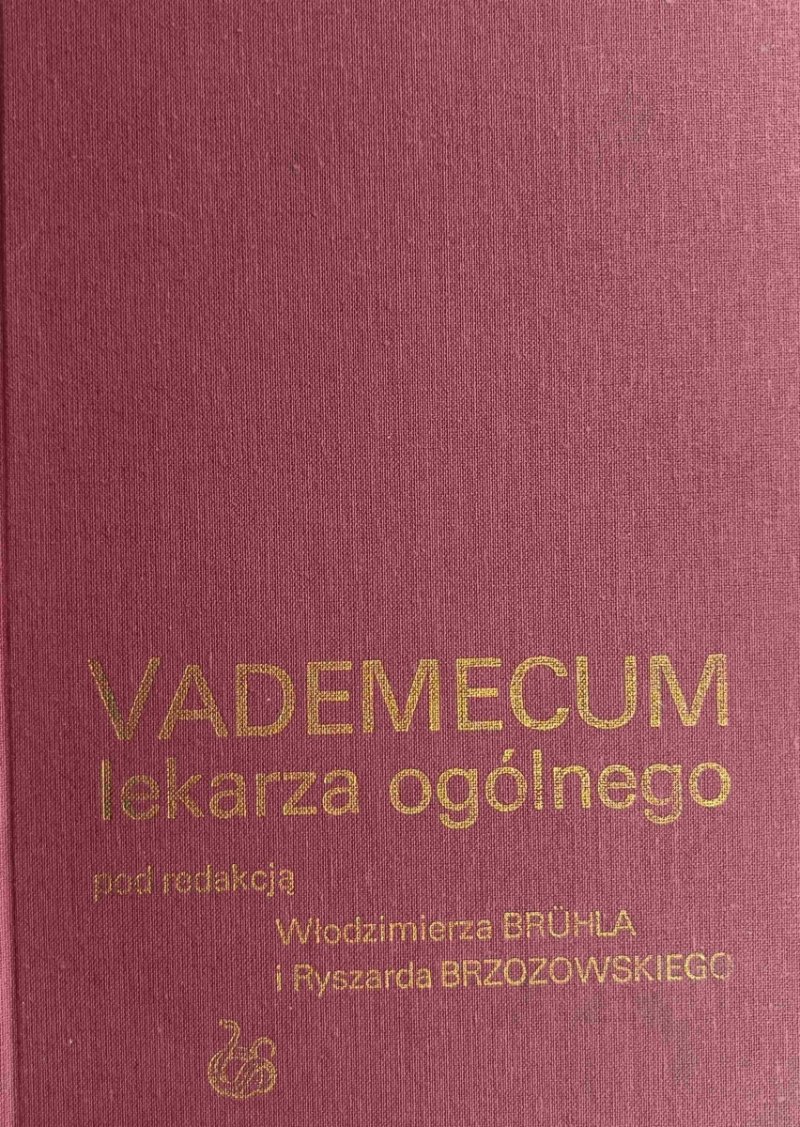 VADEMECUM
lekarza ogólnego
pod redakcją
Włodzimierza BRÜHLA
i Ryszarda BRZOZOWSKIEGO